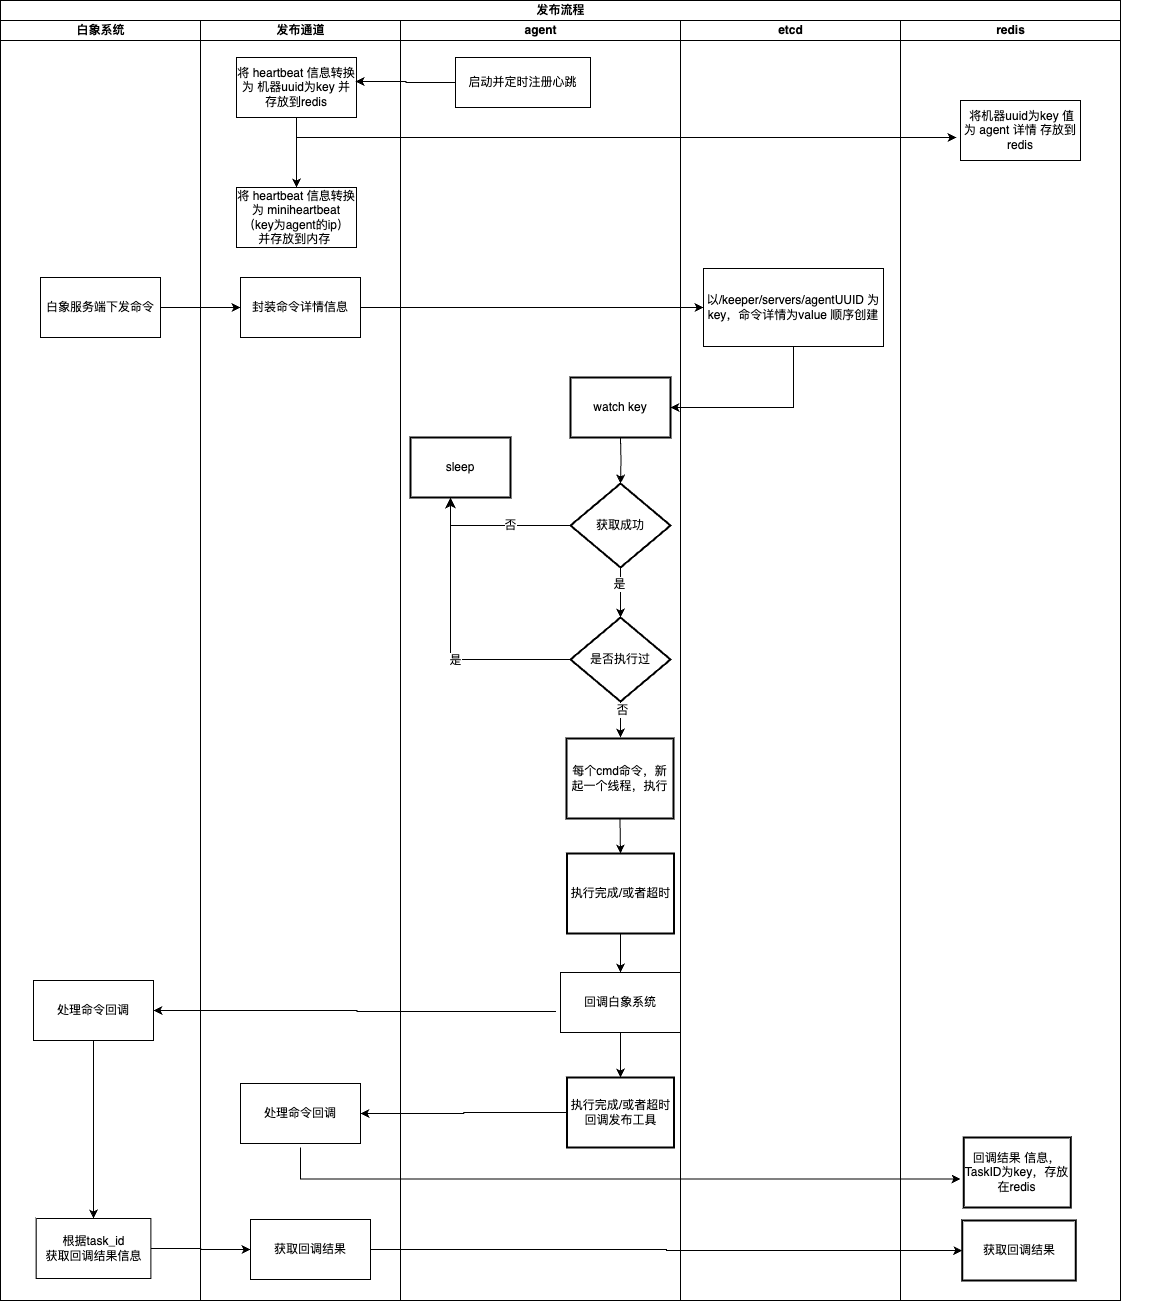 发布流程
白象系统
发布通道
agent
etcd
redis
将 heartbeat 信息转换
为 机器uuid为key 并
存放到redis
启动并定时注册心跳
将机器uuid为key 值
为 agent 详情 存放到
redis
将 heartbeat 信息转换
为 miniheartbeat
(key为agent的ip)
并存放到内存
白象服务端下发命令
封装命令详情信息
以/keeper/servers/agentUUID 为
key，命令详情为value 顺序创建
watch key
sleep
获取成功
否
是
是否执行过
是
否
每个cmd命令，新
起一个线程，执行
执行完成/或者超时
回调白象系统
处理命令回调
执行完成/或者超时
回调发布工具
处理命令回调
回调结果 信息，
TaskID为key，存放
在redis
根据task_id
获取回调结果信息
获取回调结果
获取回调结果